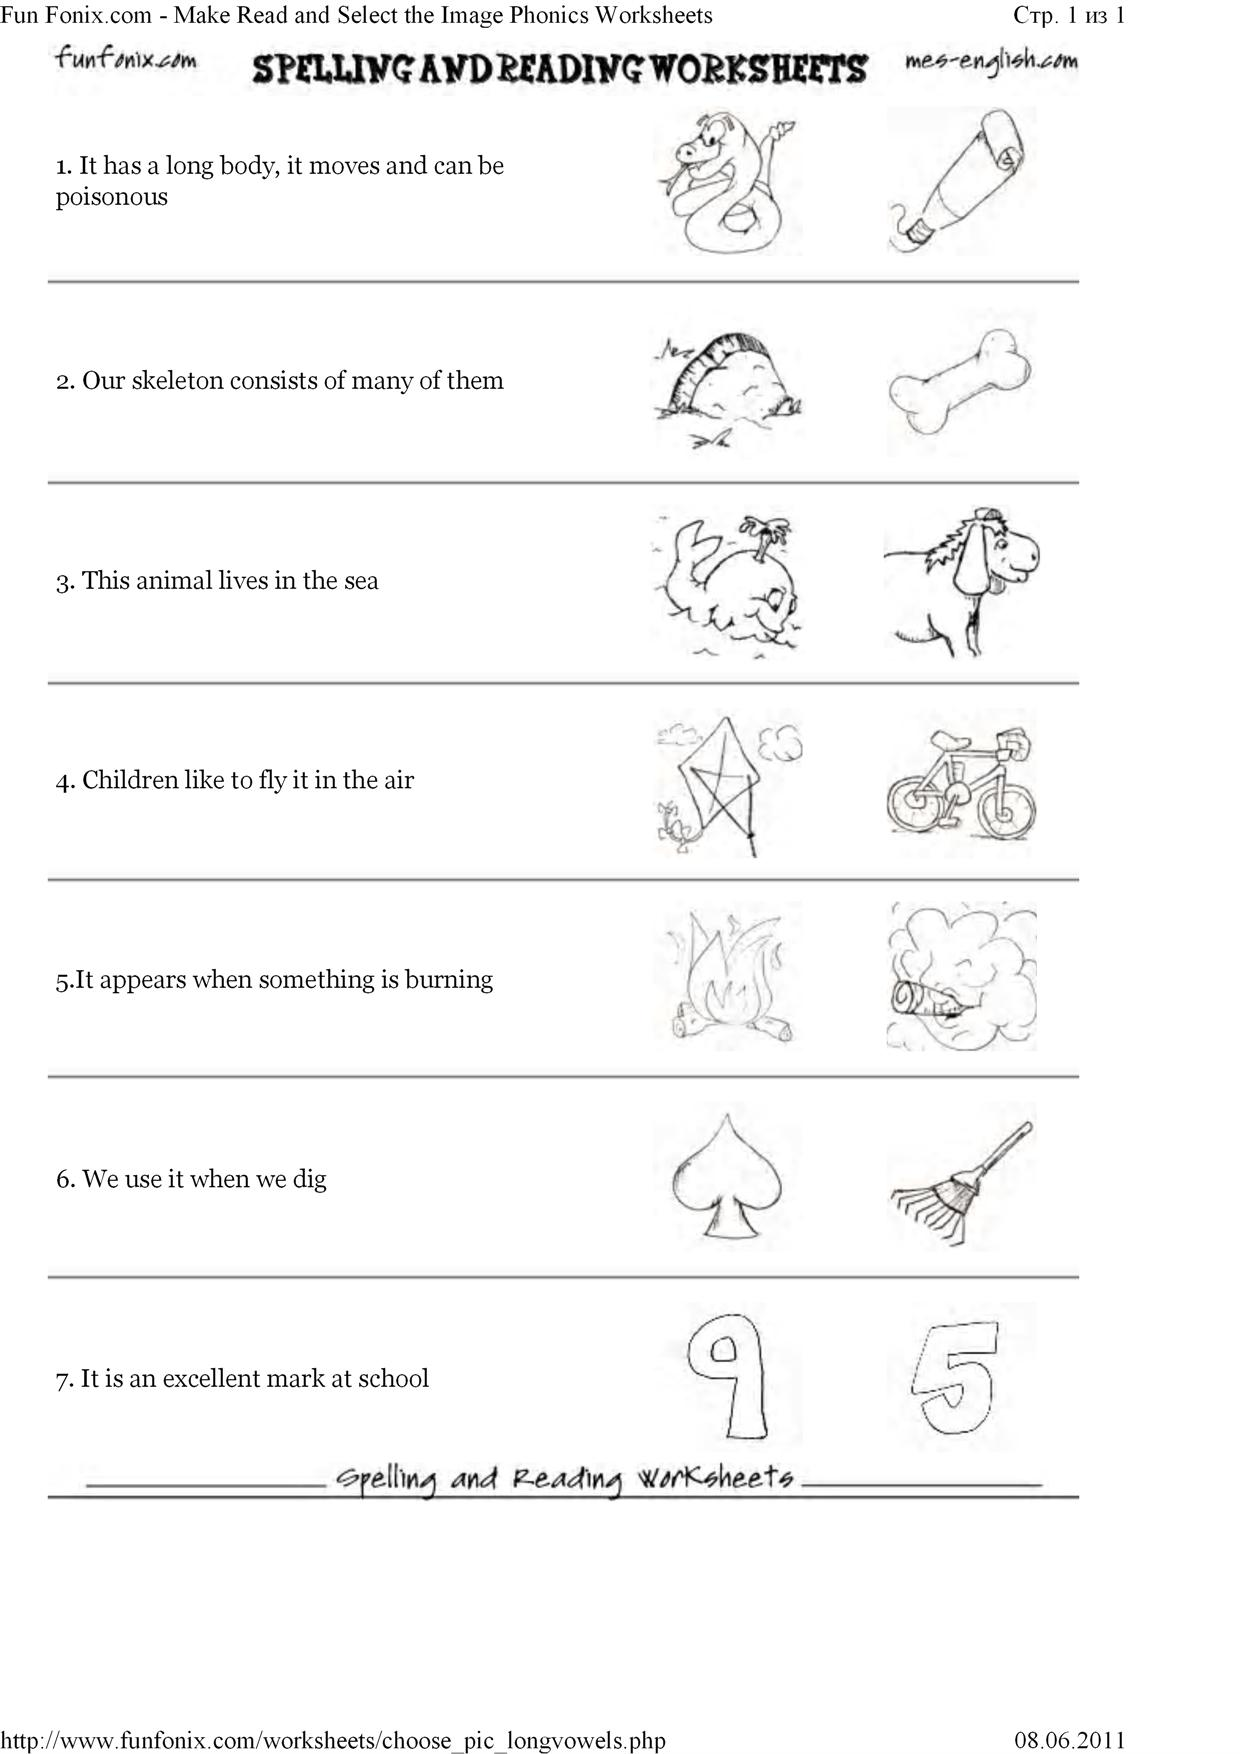 Fun Fonix.com - Make Read and Select the Image Phonics Worksheets Стр. 1 из 1
funfonix.com SPELLING AND READING WORKSHEETS mes-english.com
1. It has a long body, it moves and can be
poisonous
2. Our skeleton consists of many of them
3. This animal lives in the sea
4. Children like to fly it in the air
5.It appears when something is burning
6. We use it when we dig
9 5
7. It is an excellent mark at school
Spelling and Reading Worksheets
http://www.funfonix.com/worksheets/choose_pic_longvowels.php 08.06.2011